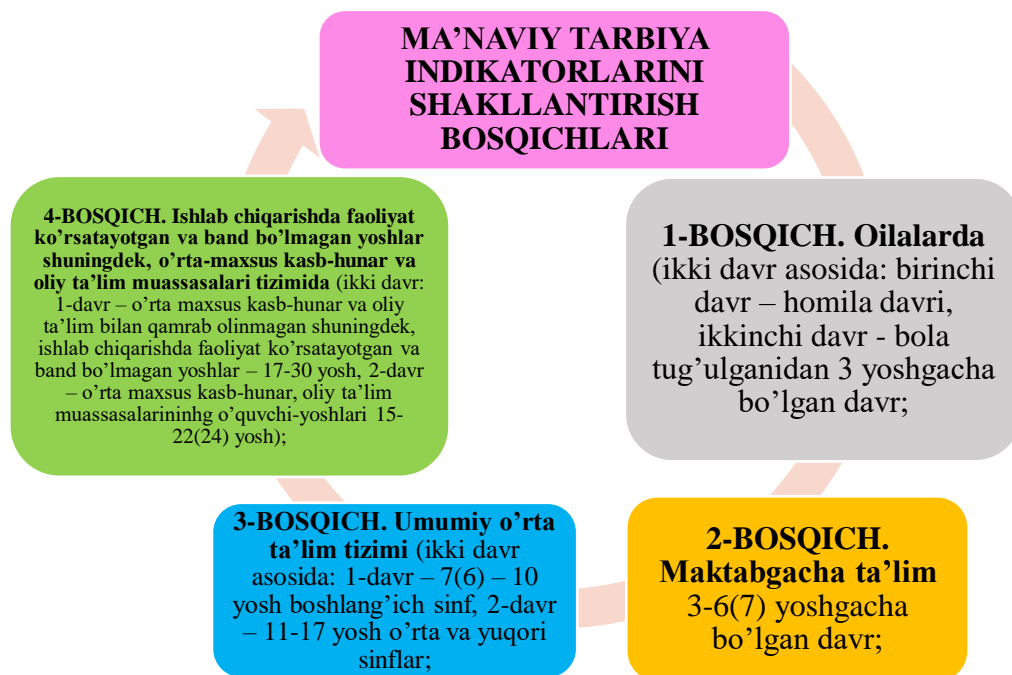 MA’NAVIY TARBIYA
INDIKATORLARINI
SHAKLLANTIRISH
BOSQICHLARI
1-BOSQICH. Oilalarda
(ikki davr asosida: birinchi
davr – homila davri,
ikkinchi davr - bola
tug’ulganidan 3 yoshgacha
bo’lgan davr;
2-BOSQICH.
Maktabgacha ta’lim
3-6(7) yoshgacha
bo’lgan davr;
3-BOSQICH. Umumiy o’rta
ta’lim tizimi (ikki davr
asosida: 1-davr – 7(6) – 10
yosh boshlang’ich sinf, 2-davr
– 11-17 yosh o’rta va yuqori
sinflar;
4-BOSQICH. Ishlab chiqarishda faoliyat
ko’rsatayotgan va band bo’lmagan yoshlar
shuningdek, o’rta-maxsus kasb-hunar va
oliy ta’lim muassasalari tizimida (ikki davr:
1-davr – o’rta maxsus kasb-hunar va oliy
ta’lim bilan qamrab olinmagan shuningdek,
ishlab chiqarishda faoliyat ko’rsatayotgan va
band bo’lmagan yoshlar – 17-30 yosh, 2-davr
– o’rta maxsus kasb-hunar, oliy ta’lim
muassasalarininhg o’quvchi-yoshlari 15-
22(24) yosh);